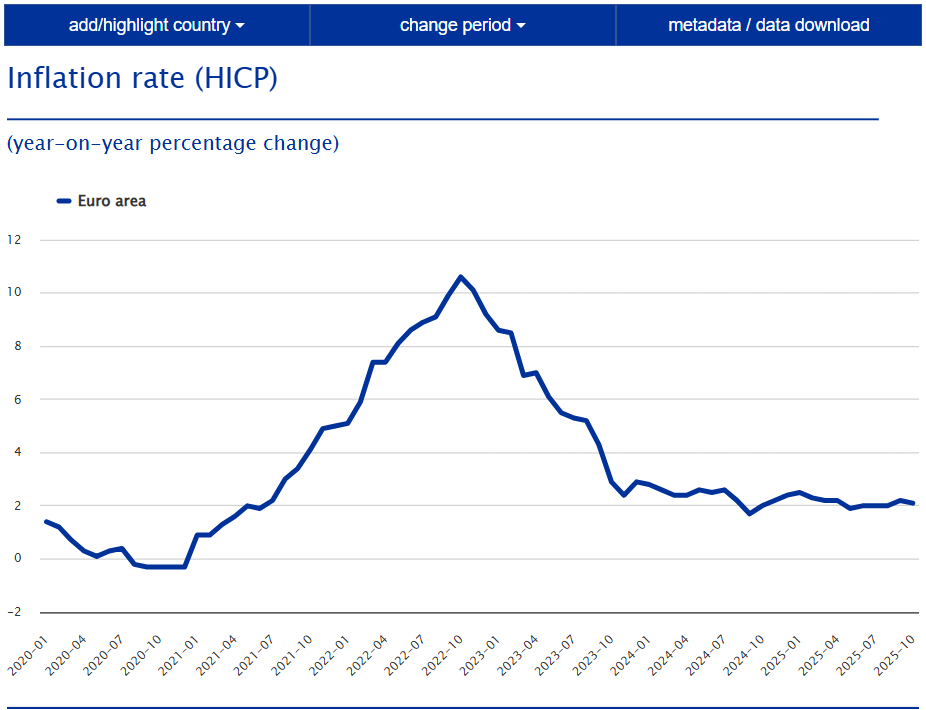 add/highlight country change period metadata / data download
Inflation rate (HICP)
(year-on-year percentage change)
Euro area
12
10
8
6
4
2
0
-2
2020-01 2020-04 2020-07 2020-10 2021-01 2021-04 2021-07 2021-10 2022-01 2022-04 2022-07 2022-10 2023-01 2023-04 2023-07 2023-10 2024-01 2024-04 2024-07 2024-10 2025-01 2025-04 2025-07 2025-10